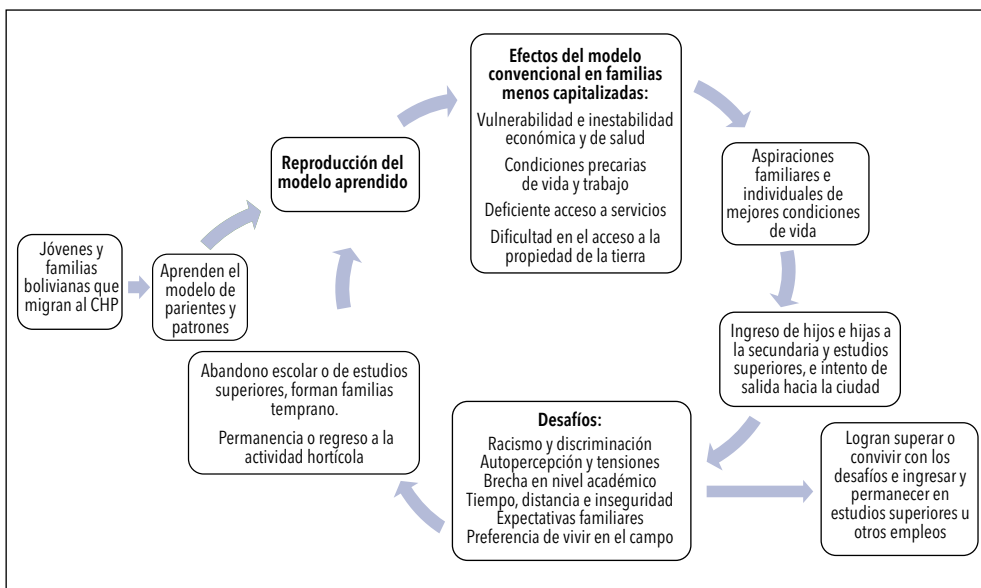 Jóvenes y
familias
bolivianas que
migran al CHP
Aprenden el
modelo de
parientes y
patrones
Reproducción del
modelo aprendido
Efectos del modelo
convencional en familias
menos capitalizadas:
Vulnerabilidad e inestabilidad
económica y de salud
Condiciones precarias
de vida y trabajo
Deficiente acceso a servicios
Dificultad en el acceso a la
propiedad de la tierra
Aspiraciones
familiares e
individuales de
mejores condiciones
de vida
Ingreso de hijos e hijas a
la secundaria y estudios
superiores, e intento de
salida hacia la ciudad
Desafíos:
Racismo y discriminación
Autopercepción y tensiones
Brecha en nivel académico
Tiempo, distancia e inseguridad
Expectativas familiares
Preferencia de vivir en el campo
Logran superar o
convivir con los
desafíos e ingresar y
permanecer en
estudios superiores u
otros empleos
Abandono escolar o de estudios
superiores, forman familias
temprano.
Permanencia o regreso a la
actividad hortícola